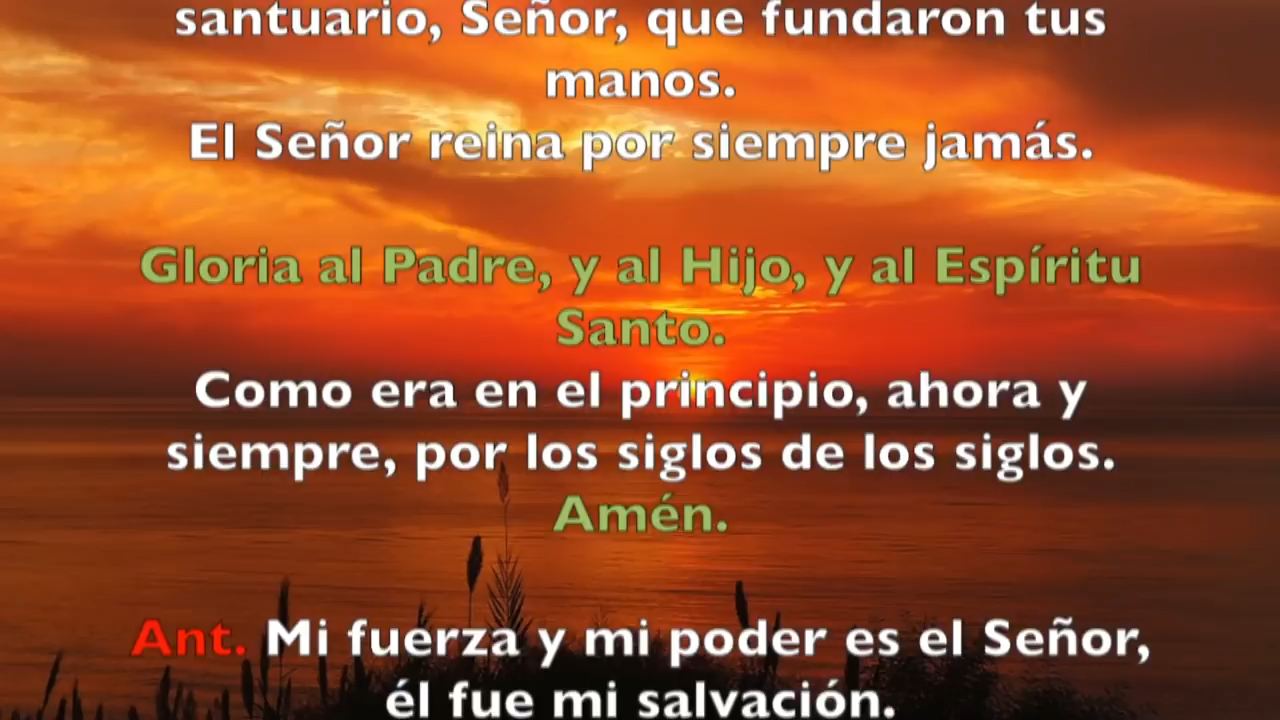 santuario, Señor, que fundaron tus
manos.
El Señor reina por siempre jamás.
Gloria al Padre, y al Hijo, y al Espíritu
Santo.
Como era en el principio, ahora y
siempre, por los siglos de los siglos.
Amén.
Ant. Mi fuerza y mi poder es el Señor,
él fue mi salvación.